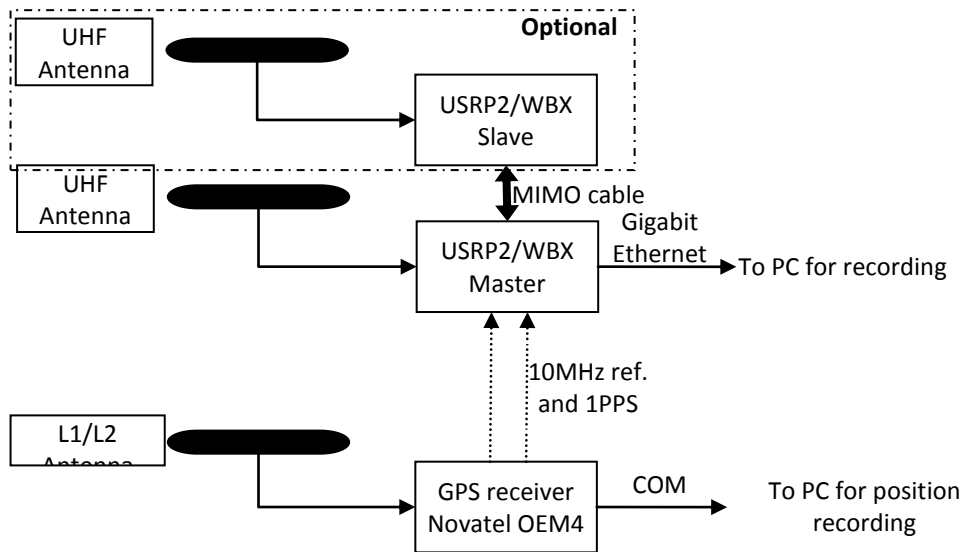 Optional
UHF
Antenna
USRP2/WBX
Slave
UHF
Antenna
MIMO cable
USRP2/WBX
Master
Gigabit
Ethernet
To PC for recording
10MHz ref.
and 1PPS
L1/L2
Antenna
GPS receiver
Novatel OEM4
COM
To PC for position
recording